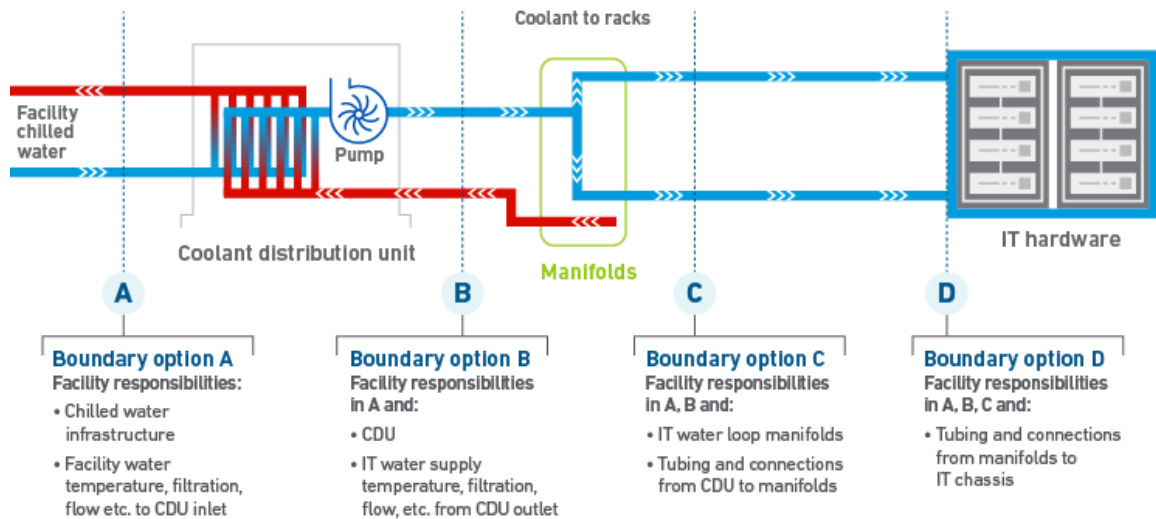 Coolant to racks
Facility
chilled
water
Pump
Coolant distribution unit
Manifolds
IT hardware
A
B
C
D
Boundary option A
Facility responsibilities:
• Chilled water
infrastructure
• Facility water
temperature, filtration,
flow etc. to CDU inlet
Boundary option B
Facility responsibilities
in A and:
• CDU
• IT water supply
temperature, filtration,
flow, etc. from CDU outlet
Boundary option C
Facility responsibilities
in A, B and:
• IT water loop manifolds
• Tubing and connections
from CDU to manifolds
Boundary option D
Facility responsibilities
in A, B, C and:
• Tubing and connections
from manifolds to
IT chassis